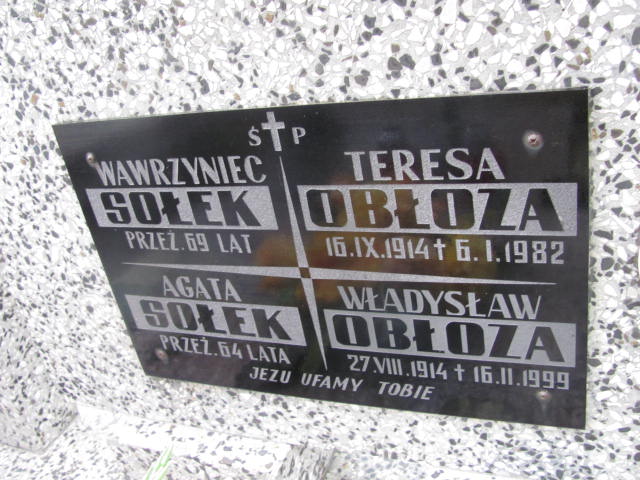 Ś P
WAWRZYNIEC
SOŁEK
PRZEŻ. 69 LAT
TERESA
OBŁOZA
16.IX.1914 † 6.I.1982
AGATA
SOŁEK
PRZEŻ. 64 LATA
WŁADYSŁAW
OBŁOZA
27.VIII.1914 † 16.II.1999
JEZU UFAMY TOBIE